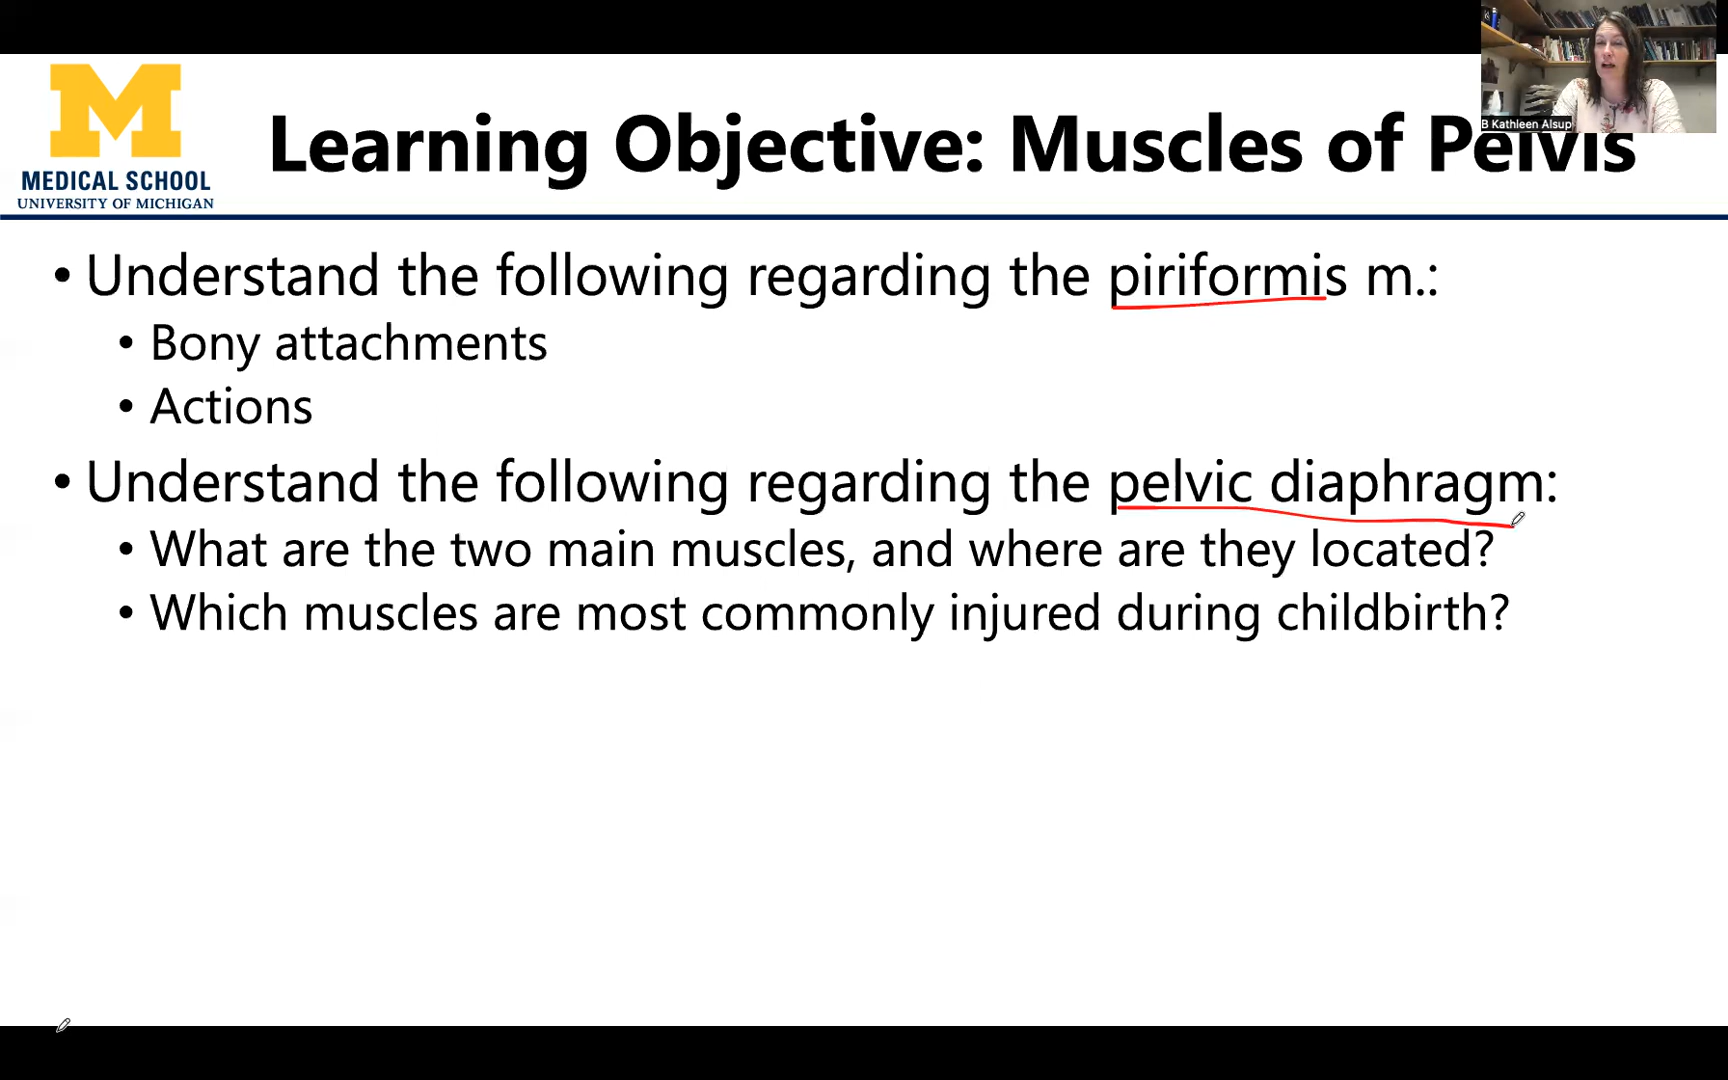 B Kathleen Alsup
M
MEDICAL SCHOOL
UNIVERSITY OF MICHIGAN
Learning Objective: Muscles of Pelvis
• Understand the following regarding the piriformis m.:
• Bony attachments
• Actions
• Understand the following regarding the pelvic diaphragm:
• What are the two main muscles, and where are they located?
• Which muscles are most commonly injured during childbirth?